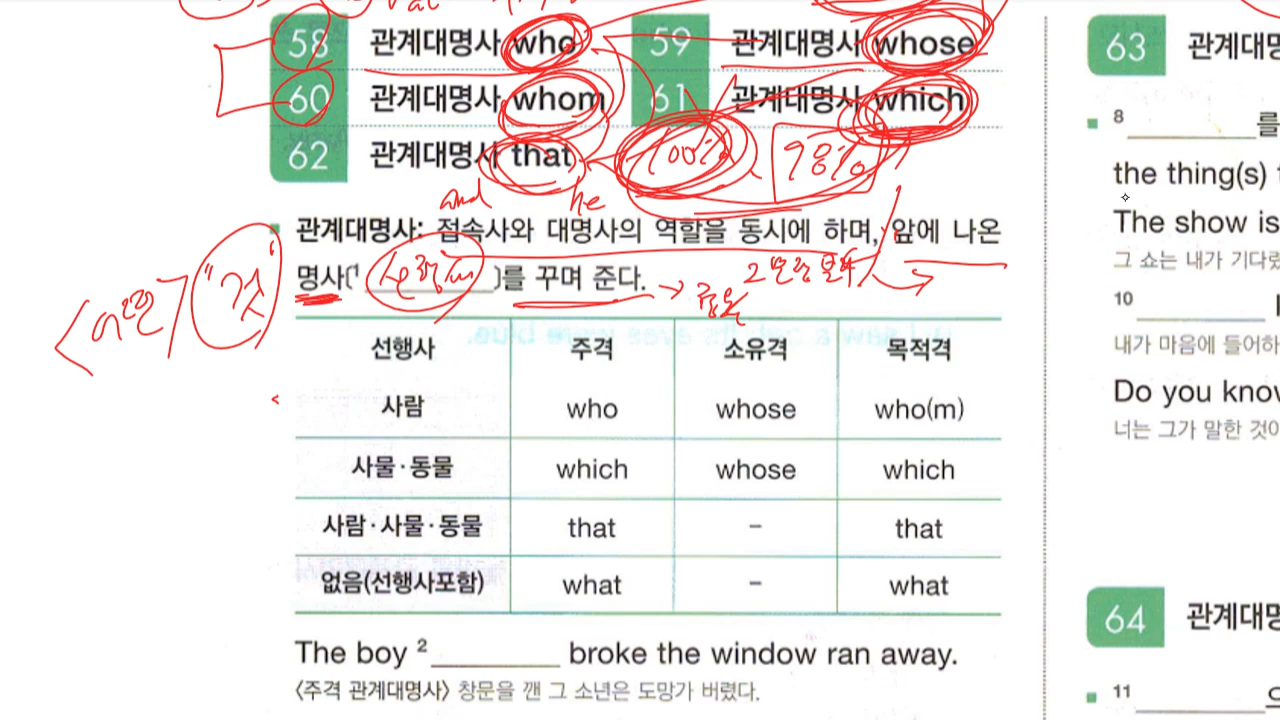 58 관계대명사 who 59 관계대명사 whose
60 관계대명사 whom 61 관계대명사 which
62 관계대명사 that 100% 98%
and he
관계대명사: 접속사와 대명사의 역할을 동시에 하며, 앞에 나온
명사(1 선행사)를 꾸며 준다.
"것"
선행사 주격 소유격 목적격
사람 who whose who(m)
사물·동물 which whose which
사람·사물·동물 that – that
없음(선행사포함) what – what
The boy 2 broke the window ran away.
〈주격 관계대명사〉 창문을 깬 그 소년은 도망가 버렸다.
63 관계대명
8 를
the thing(s)
The show is
그 쇼는 내가 기다렸
10
내가 마음에 들어하
Do you know
너는 그가 말한 것이
64 관계대명
11